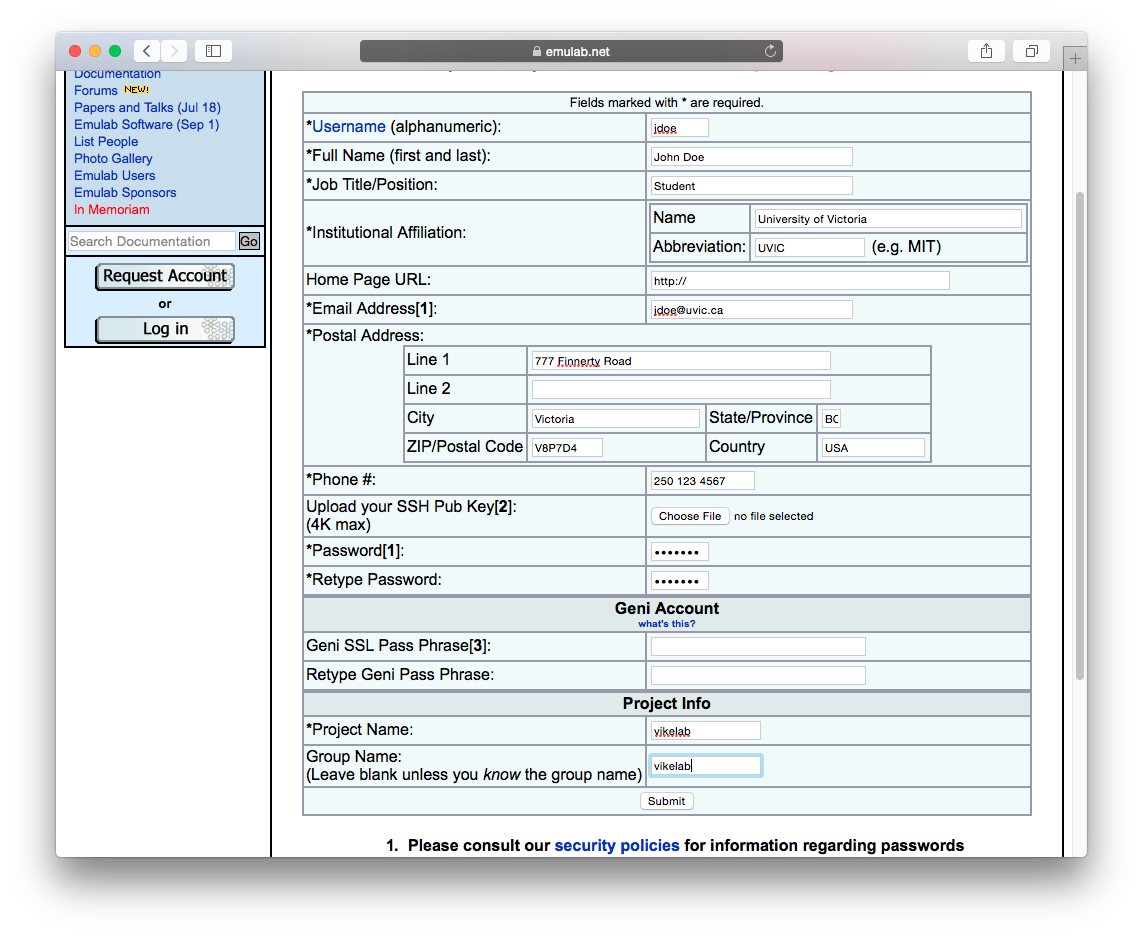 emulab.net
Documentation
Forums NEW!
Papers and Talks (Jul 18)
Emulab Software (Sep 1)
List People
Photo Gallery
Emulab Users
Emulab Sponsors
In Memoriam
Search Documentation Go
Request Account
or
Log in
Fields marked with * are required.
*Username (alphanumeric): jdoe
*Full Name (first and last): John Doe
*Job Title/Position: Student
*Institutional Affiliation:
Name University of Victoria
Abbreviation: UVIC (e.g. MIT)
Home Page URL: http://
*Email Address[1]: jdoe@uvic.ca
*Postal Address:
Line 1 777 Finnerty Road
Line 2
City Victoria State/Province BC
ZIP/Postal Code V8P7D4 Country USA
*Phone #: 250 123 4567
Upload your SSH Pub Key[2]:
(4K max)
Choose File no file selected
*Password[1]: •••••••
*Retype Password: •••••••
Geni Account
what's this?
Geni SSL Pass Phrase[3]:
Retype Geni Pass Phrase:
Project Info
*Project Name: vikelab
Group Name:
(Leave blank unless you know the group name) vikelab
Submit
1. Please consult our security policies for information regarding passwords